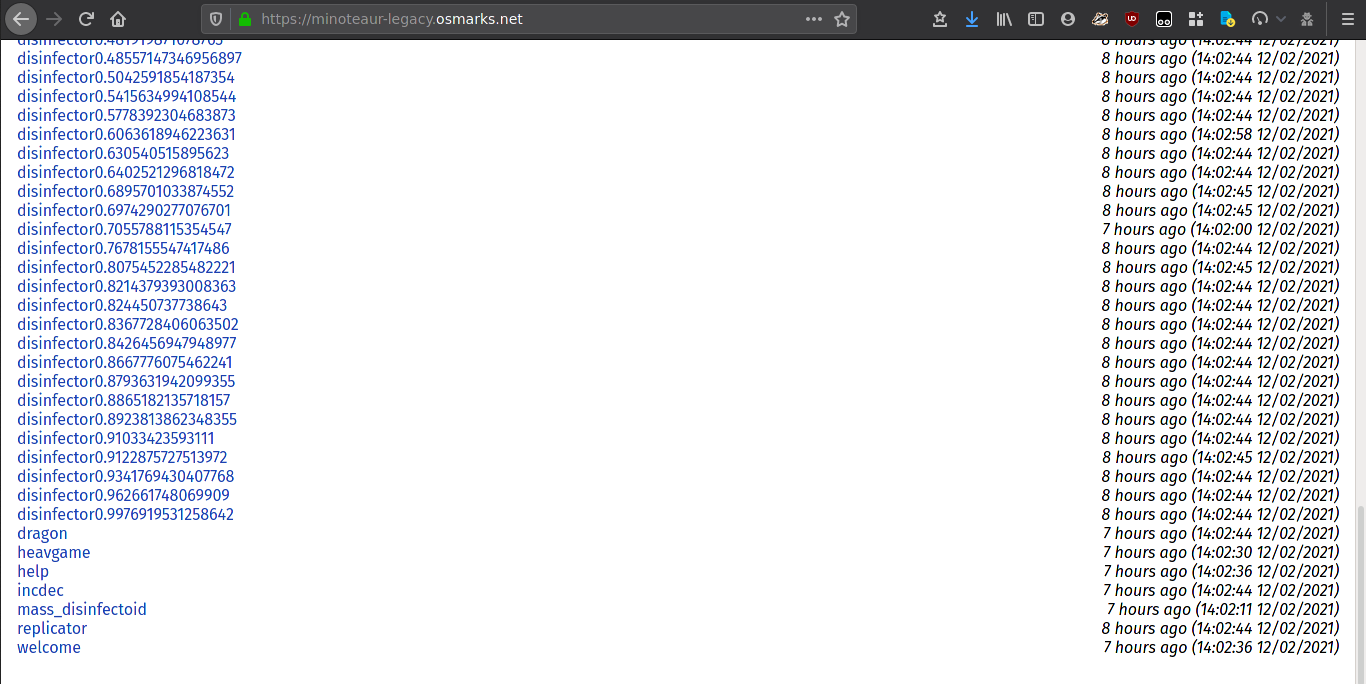 https://minoteaur-legacy.osmarks.net
disinfector0.48557147346956897 8 hours ago (14:02:44 12/02/2021)
disinfector0.5042591854187354 8 hours ago (14:02:44 12/02/2021)
disinfector0.5415634994108544 8 hours ago (14:02:44 12/02/2021)
disinfector0.5778392304683873 8 hours ago (14:02:44 12/02/2021)
disinfector0.6063618946223631 8 hours ago (14:02:58 12/02/2021)
disinfector0.630540515895623 8 hours ago (14:02:44 12/02/2021)
disinfector0.6402521296818472 8 hours ago (14:02:44 12/02/2021)
disinfector0.6895701033874552 8 hours ago (14:02:45 12/02/2021)
disinfector0.6974290277076701 8 hours ago (14:02:45 12/02/2021)
disinfector0.7055788115354547 7 hours ago (14:02:00 12/02/2021)
disinfector0.7678155547417486 8 hours ago (14:02:44 12/02/2021)
disinfector0.8075452285482221 8 hours ago (14:02:45 12/02/2021)
disinfector0.8214379393008363 8 hours ago (14:02:44 12/02/2021)
disinfector0.824450737738643 8 hours ago (14:02:44 12/02/2021)
disinfector0.8367728406063502 8 hours ago (14:02:44 12/02/2021)
disinfector0.8426456947948977 8 hours ago (14:02:44 12/02/2021)
disinfector0.8667776075462241 8 hours ago (14:02:44 12/02/2021)
disinfector0.8793631942099355 8 hours ago (14:02:44 12/02/2021)
disinfector0.8865182135718157 8 hours ago (14:02:44 12/02/2021)
disinfector0.8923813862348355 8 hours ago (14:02:44 12/02/2021)
disinfector0.91033423593111 8 hours ago (14:02:44 12/02/2021)
disinfector0.9122875727513972 8 hours ago (14:02:45 12/02/2021)
disinfector0.9341769430407768 8 hours ago (14:02:44 12/02/2021)
disinfector0.962661748069909 8 hours ago (14:02:44 12/02/2021)
disinfector0.9976919531258642 8 hours ago (14:02:44 12/02/2021)
dragon 7 hours ago (14:02:44 12/02/2021)
heavgame 7 hours ago (14:02:30 12/02/2021)
help 7 hours ago (14:02:36 12/02/2021)
incdec 7 hours ago (14:02:44 12/02/2021)
mass_disinfectoid 7 hours ago (14:02:11 12/02/2021)
replicator 8 hours ago (14:02:44 12/02/2021)
welcome 7 hours ago (14:02:36 12/02/2021)